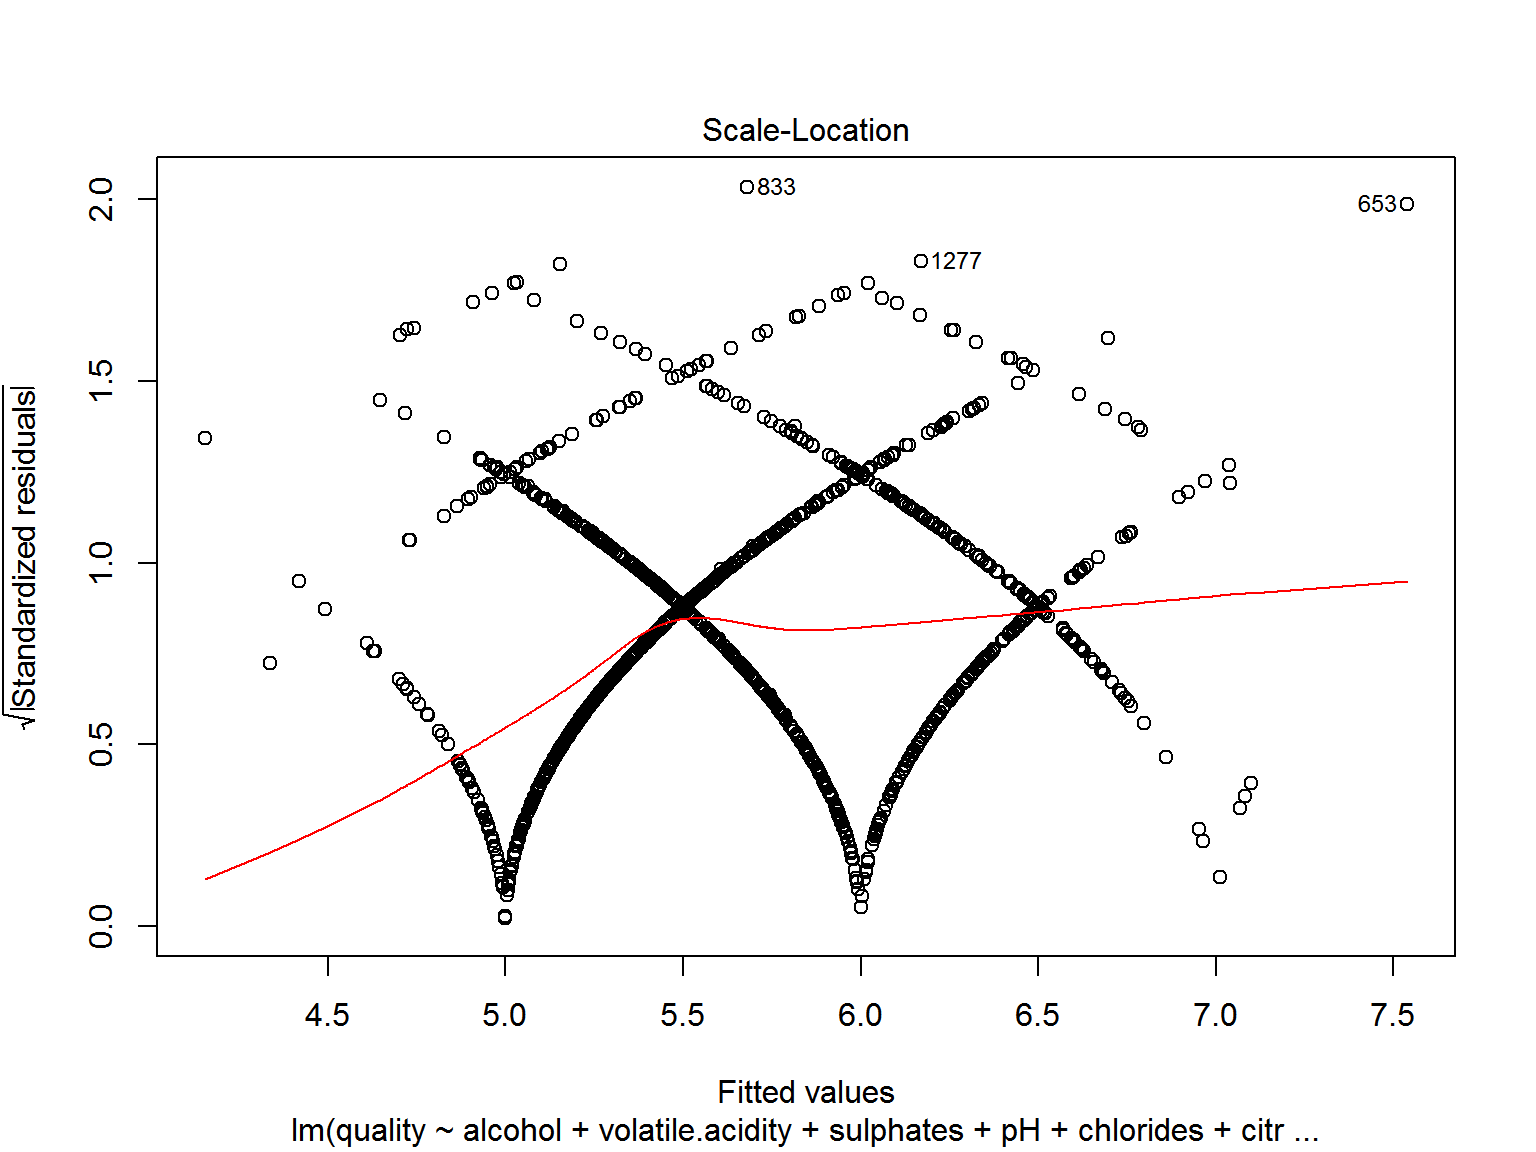 Scale-Location
√|Standardized residuals|
2.0
1.5
1.0
0.5
0.0
833
653
1277
4.5 5.0 5.5 6.0 6.5 7.0 7.5
Fitted values
lm(quality ~ alcohol + volatile.acidity + sulphates + pH + chlorides + citr ...